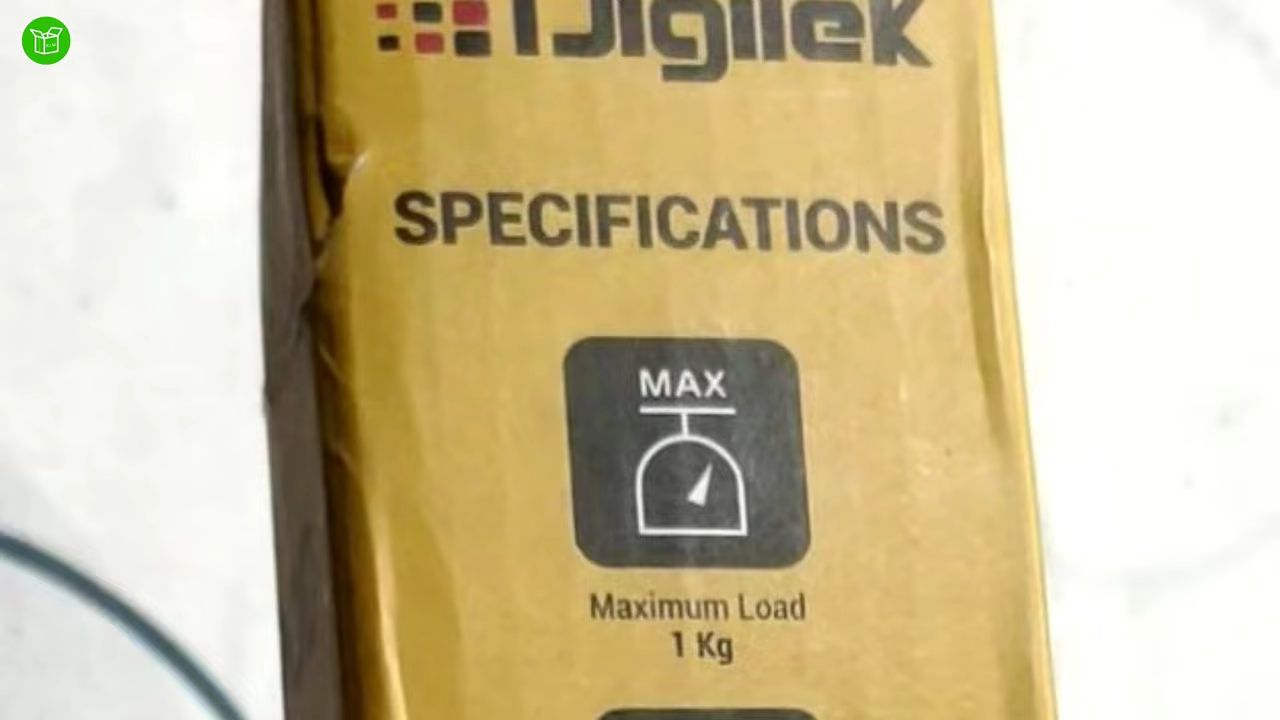 Digitek
SPECIFICATIONS
MAX
Maximum Load
1 Kg